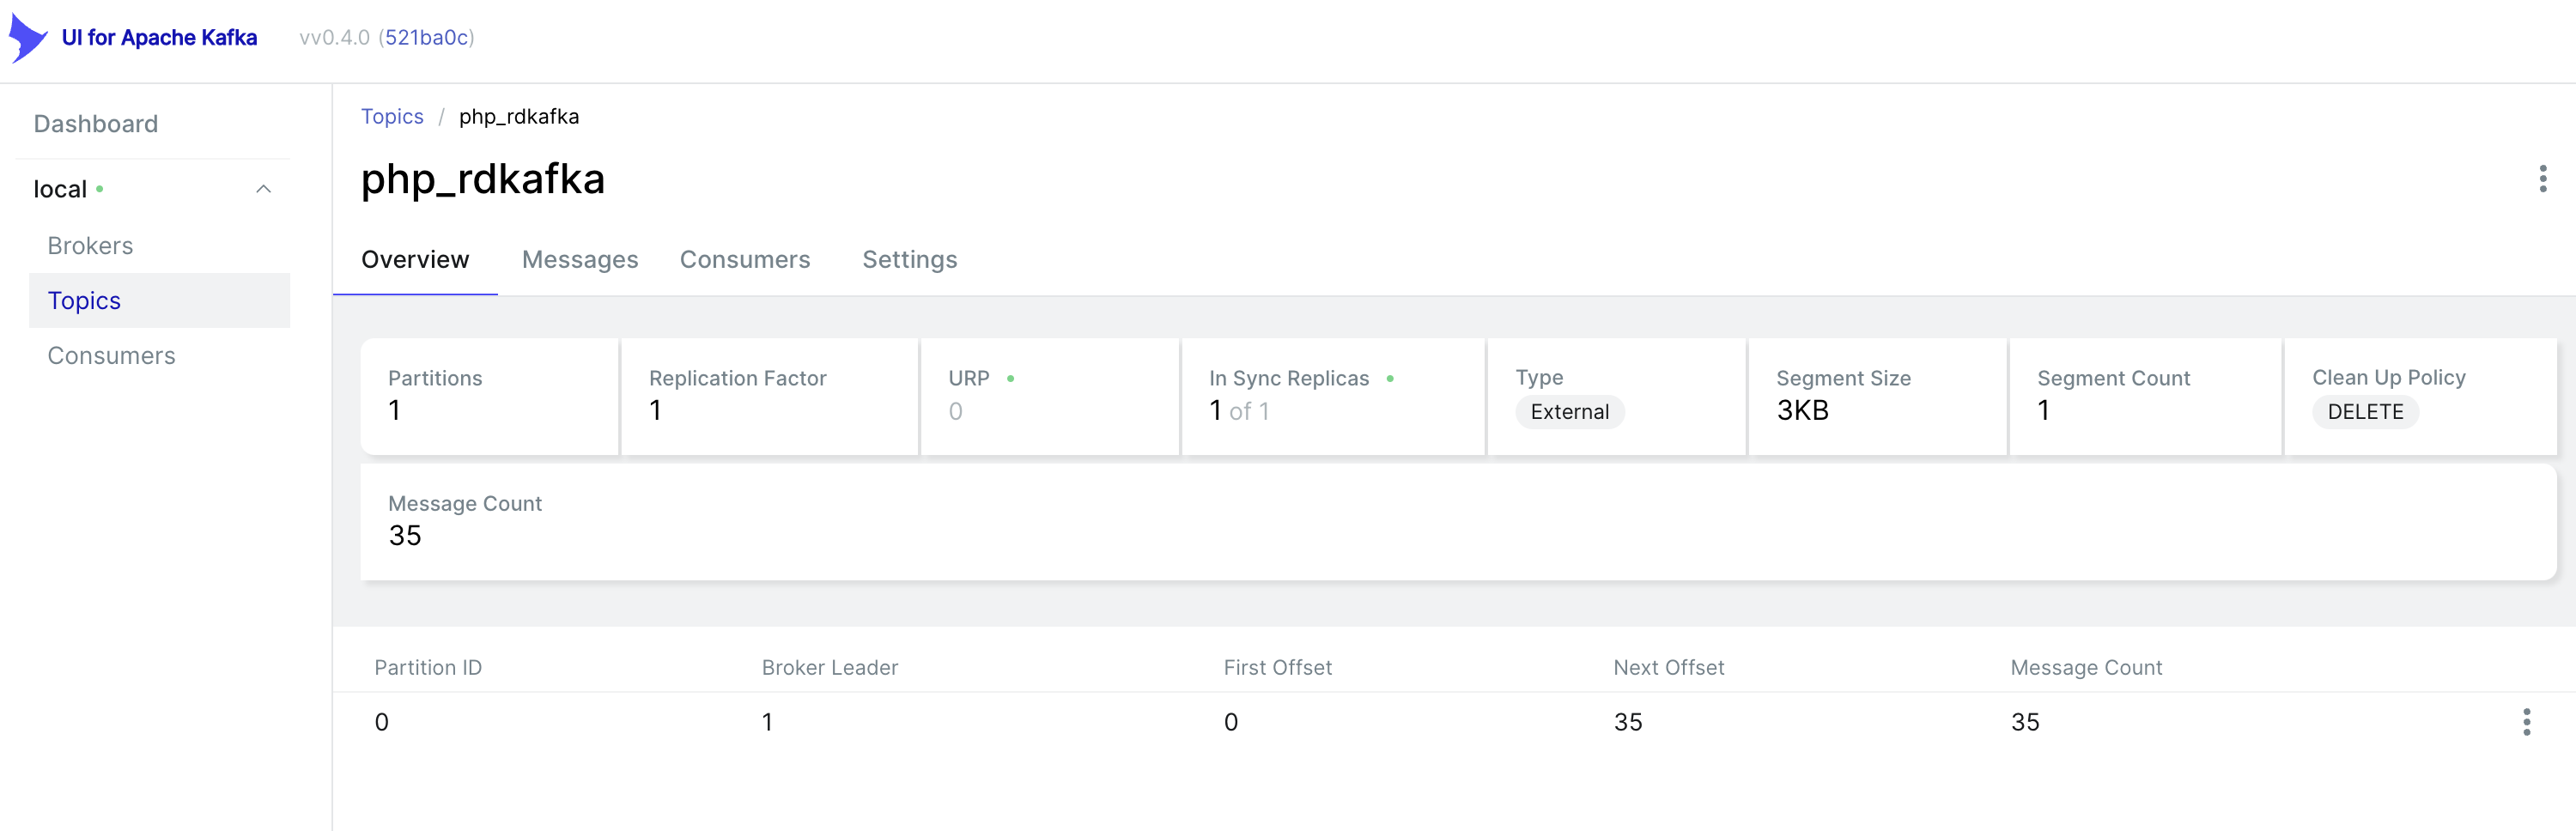 UI for Apache Kafka vv0.4.0 (521ba0c)
Dashboard
local
Brokers
Topics
Consumers
Topics / php_rdkafka
php_rdkafka
Overview Messages Consumers Settings
Partitions Replication Factor URP In Sync Replicas Type Segment Size Segment Count Clean Up Policy
1 1 0 1 of 1 External 3KB 1 DELETE
Message Count
35
Partition ID Broker Leader First Offset Next Offset Message Count
0 1 0 35 35